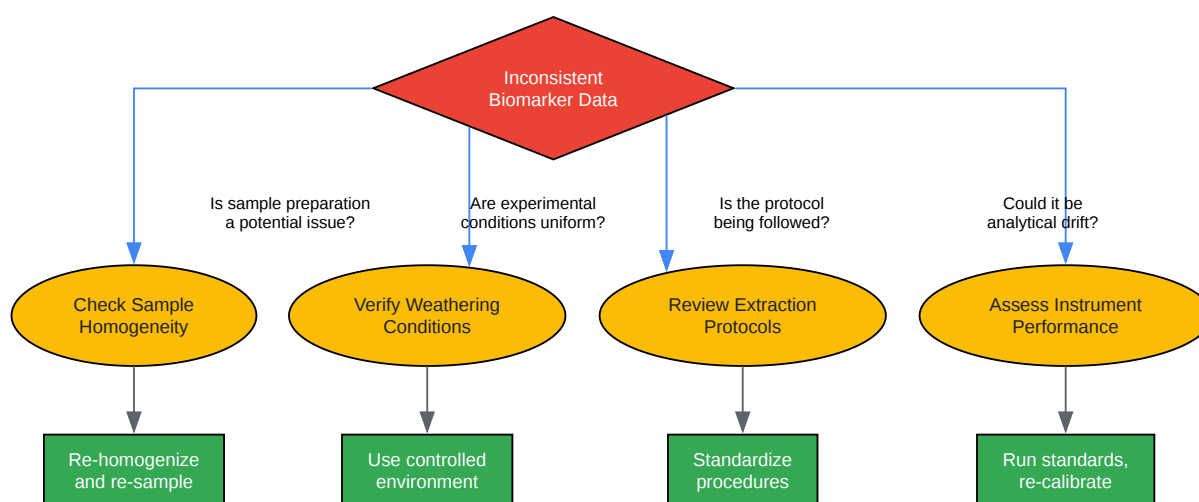 Inconsistent
Biomarker Data
Is sample preparation
a potential issue?
Are experimental
conditions uniform?
Is the protocol
being followed?
Could it be
analytical drift?
Check Sample
Homogeneity
Verify Weathering
Conditions
Review Extraction
Protocols
Assess Instrument
Performance
Re-homogenize
and re-sample
Use controlled
environment
Standardize
procedures
Run standards,
re-calibrate